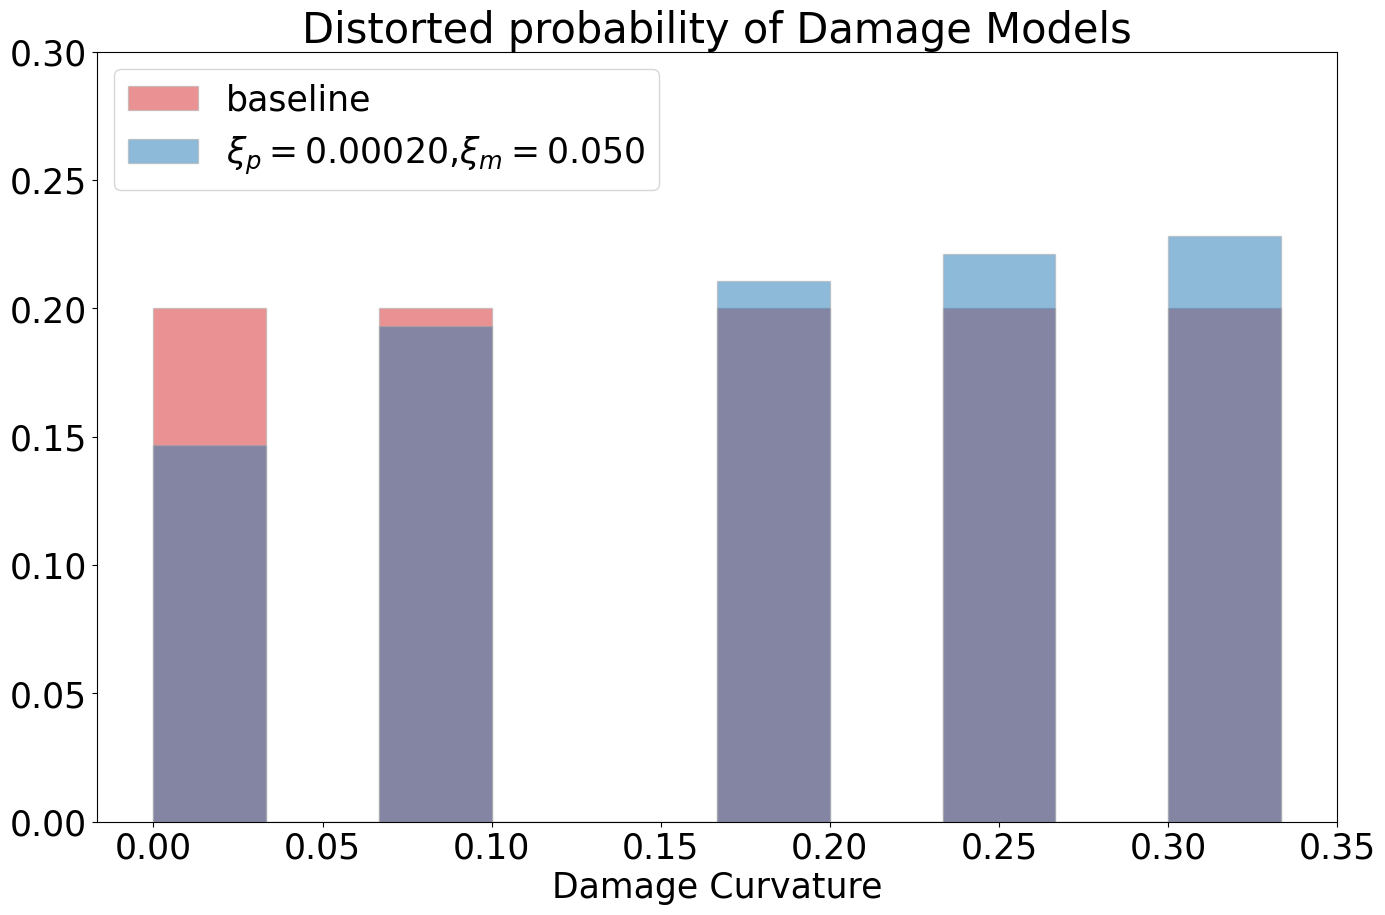 Distorted probability of Damage Models
baseline
ξp = 0.00020,ξm = 0.050
0.30
0.25
0.20
0.15
0.10
0.05
0.00
0.00 0.05 0.10 0.15 0.20 0.25 0.30 0.35
Damage Curvature